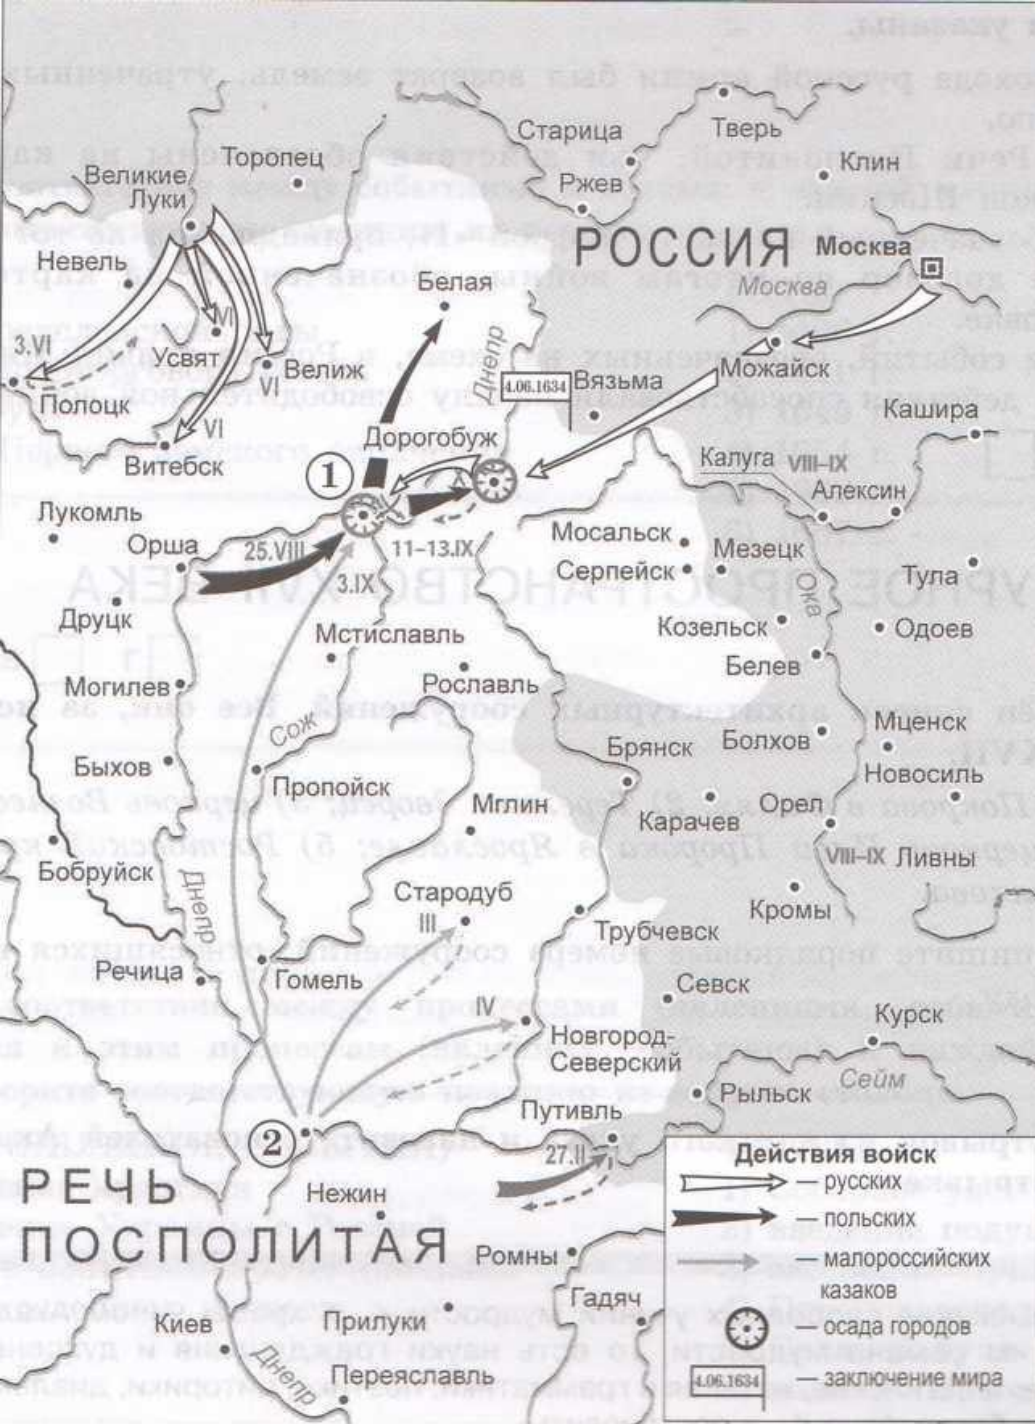 Старица
Тверь
Торопец
Клин
Великие
Луки
Ржев
РОССИЯ
Москва
Невель
Москва
Белая
VI
3.VI
Усвят
Днепр
Велиж
VI
Можайск
4.06.1634
Вязьма
Полоцк
Кашира
VI
Дорогобуж
Витебск
1
X
Калуга
VIII–IX
Алексин
Лукомль
Орша
25.VIII
11–13.IX
Мосальск
Мезецк
3.IX
Серпейск
Ока
Тула
Друцк
Мстиславль
Козельск
Одоев
Белев
Могилев
Рославль
Сож
Мценск
Брянск
Болхов
Быхов
Пропойск
Новосиль
Мглин
Карачев
Орел
Бобруйск
VIII–IX
Ливны
Днепр
Стародуб
III
Кромы
Трубчевск
Речица
Гомель
Севск
IV
Новгород-
Северский
Курск
Рыльск
Сейм
Путивль
2
27.II
РЕЧЬ
ПОСПОЛИТАЯ
Нежин
Ромны
Гадяч
Киев
Прилуки
Днепр
Переяславль
Действия войск
— русских
— польских
— малороссийских
казаков
— осада городов
4.06.1634 — заключение мира